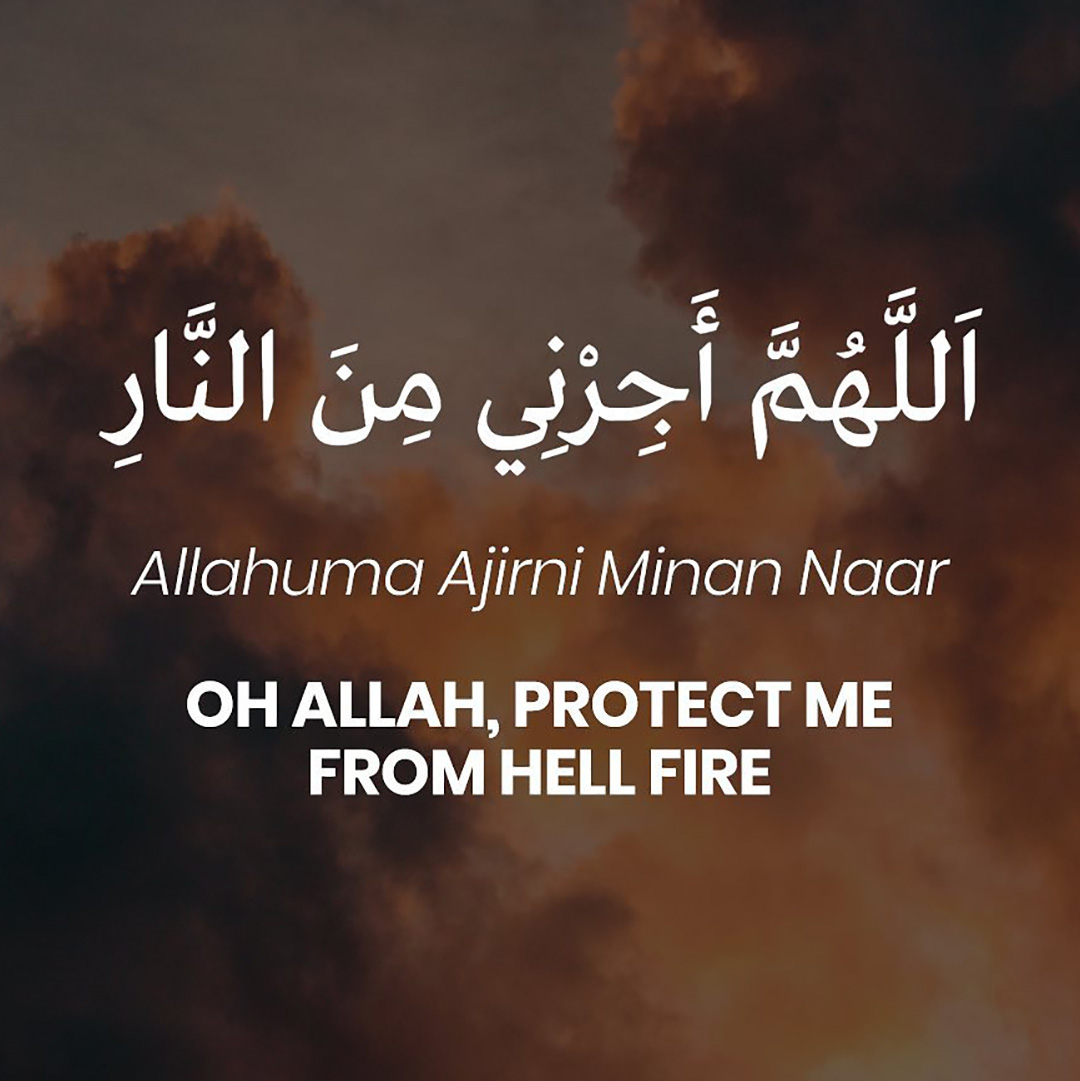 اَللَّهُمَّ أَجِرْنِي مِنَ النَّارِ
Allahuma Ajirni Minan Naar
OH ALLAH, PROTECT ME
FROM HELL FIRE